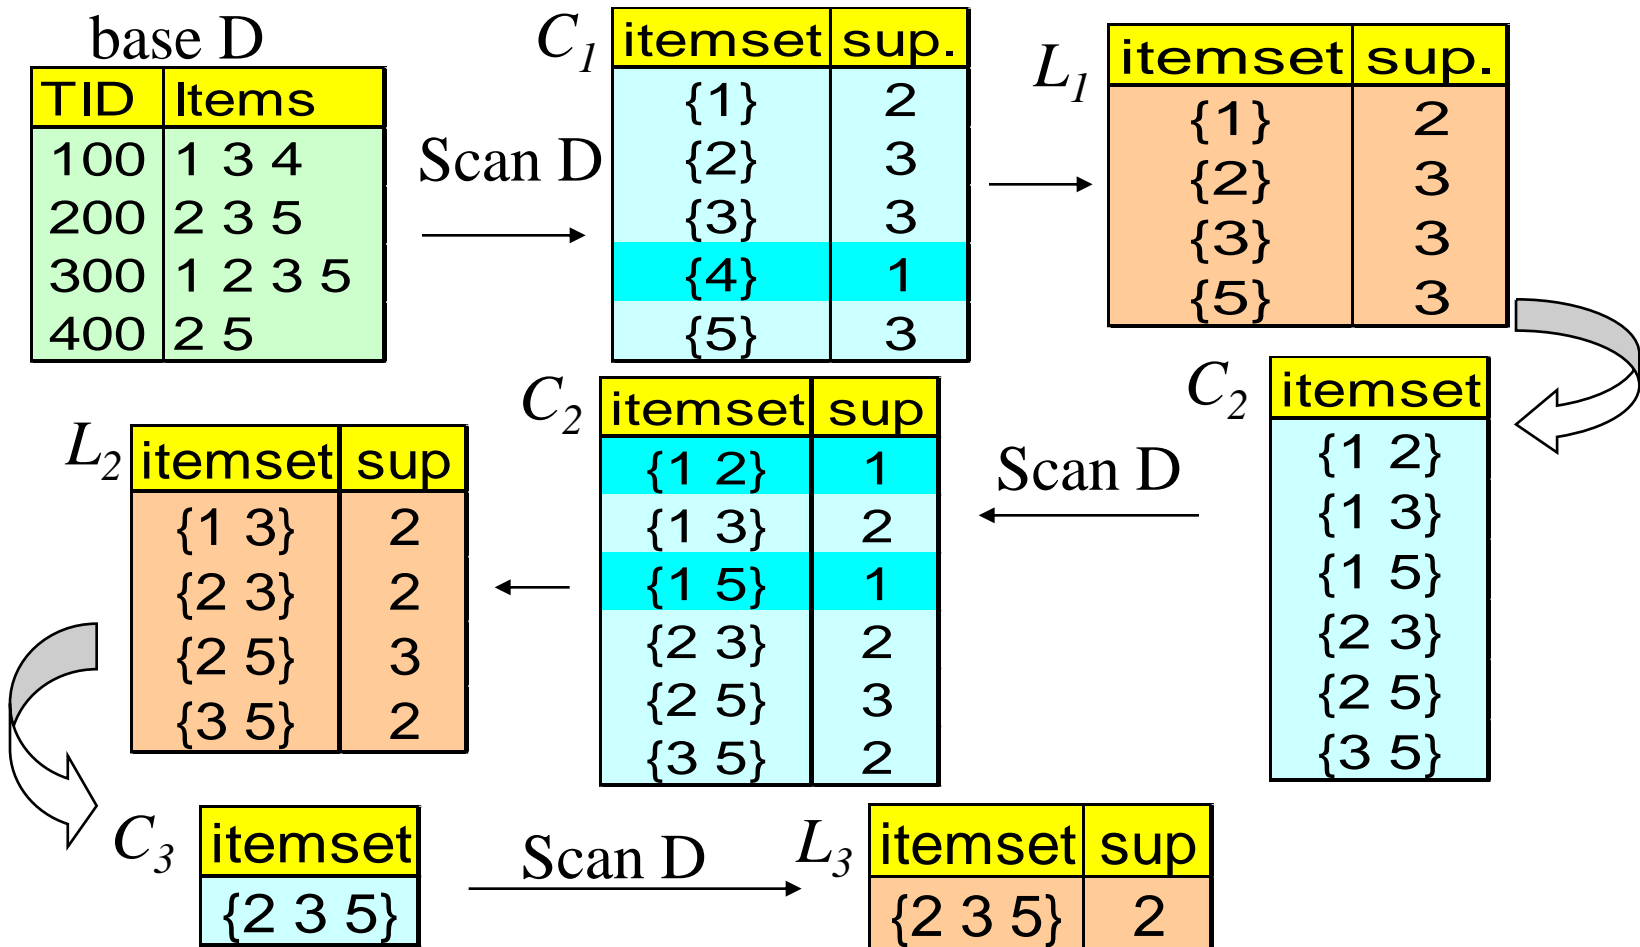 base D
TID Items
100 1 3 4
200 2 3 5
300 1 2 3 5
400 2 5
Scan D
C1
itemset sup.
{1} 2
{2} 3
{3} 3
{4} 1
{5} 3
L1
itemset sup.
{1} 2
{2} 3
{3} 3
{5} 3
C2
itemset
{1 2}
{1 3}
{1 5}
{2 3}
{2 5}
{3 5}
Scan D
C2
itemset sup
{1 2} 1
{1 3} 2
{1 5} 1
{2 3} 2
{2 5} 3
{3 5} 2
L2
itemset sup
{1 3} 2
{2 3} 2
{2 5} 3
{3 5} 2
C3
itemset
{2 3 5}
Scan D
L3
itemset sup
{2 3 5} 2